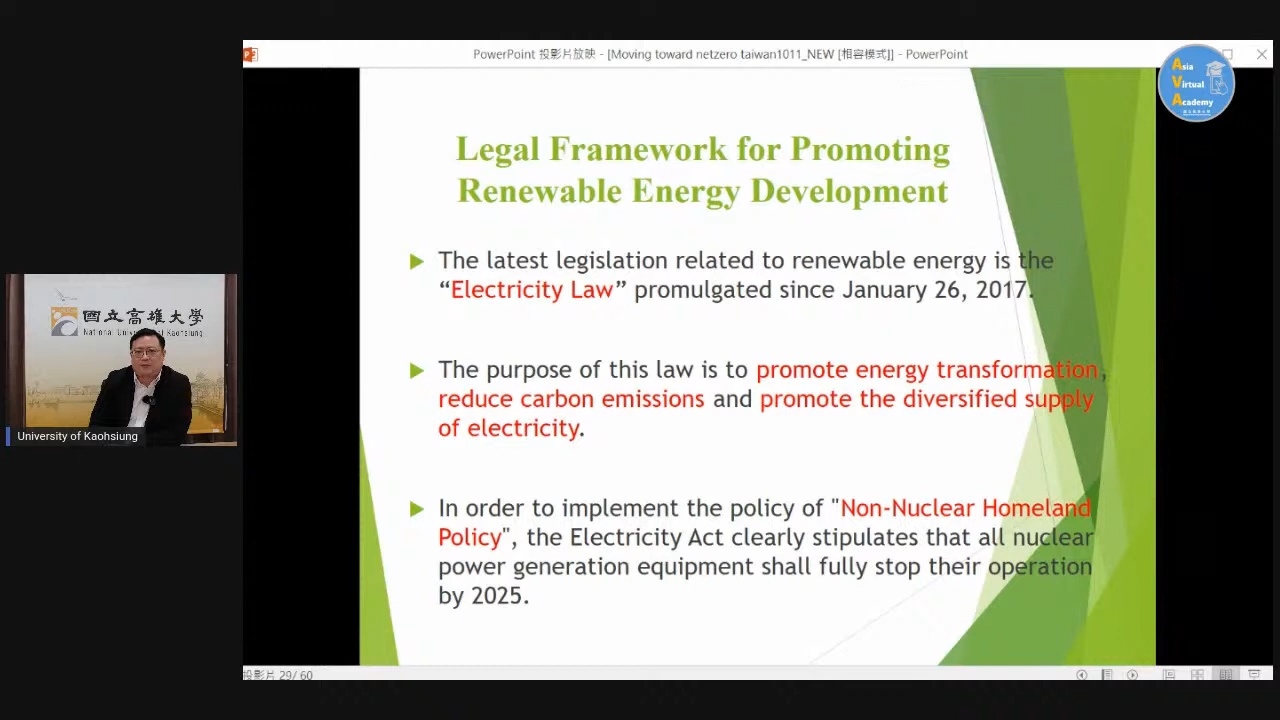 PowerPoint 投影片放映 - [Moving toward netzero taiwan1011_NEW [相容模式]] - PowerPoint
Asia
Virtual
Academy
Legal Framework for Promoting
Renewable Energy Development
The latest legislation related to renewable energy is the
“Electricity Law” promulgated since January 26, 2017.
The purpose of this law is to promote energy transformation,
reduce carbon emissions and promote the diversified supply
of electricity.
In order to implement the policy of "Non-Nuclear Homeland
Policy", the Electricity Act clearly stipulates that all nuclear
power generation equipment shall fully stop their operation
by 2025.
國立高雄大學
National University of Kaohsiung
University of Kaohsiung
投影片 29/ 60